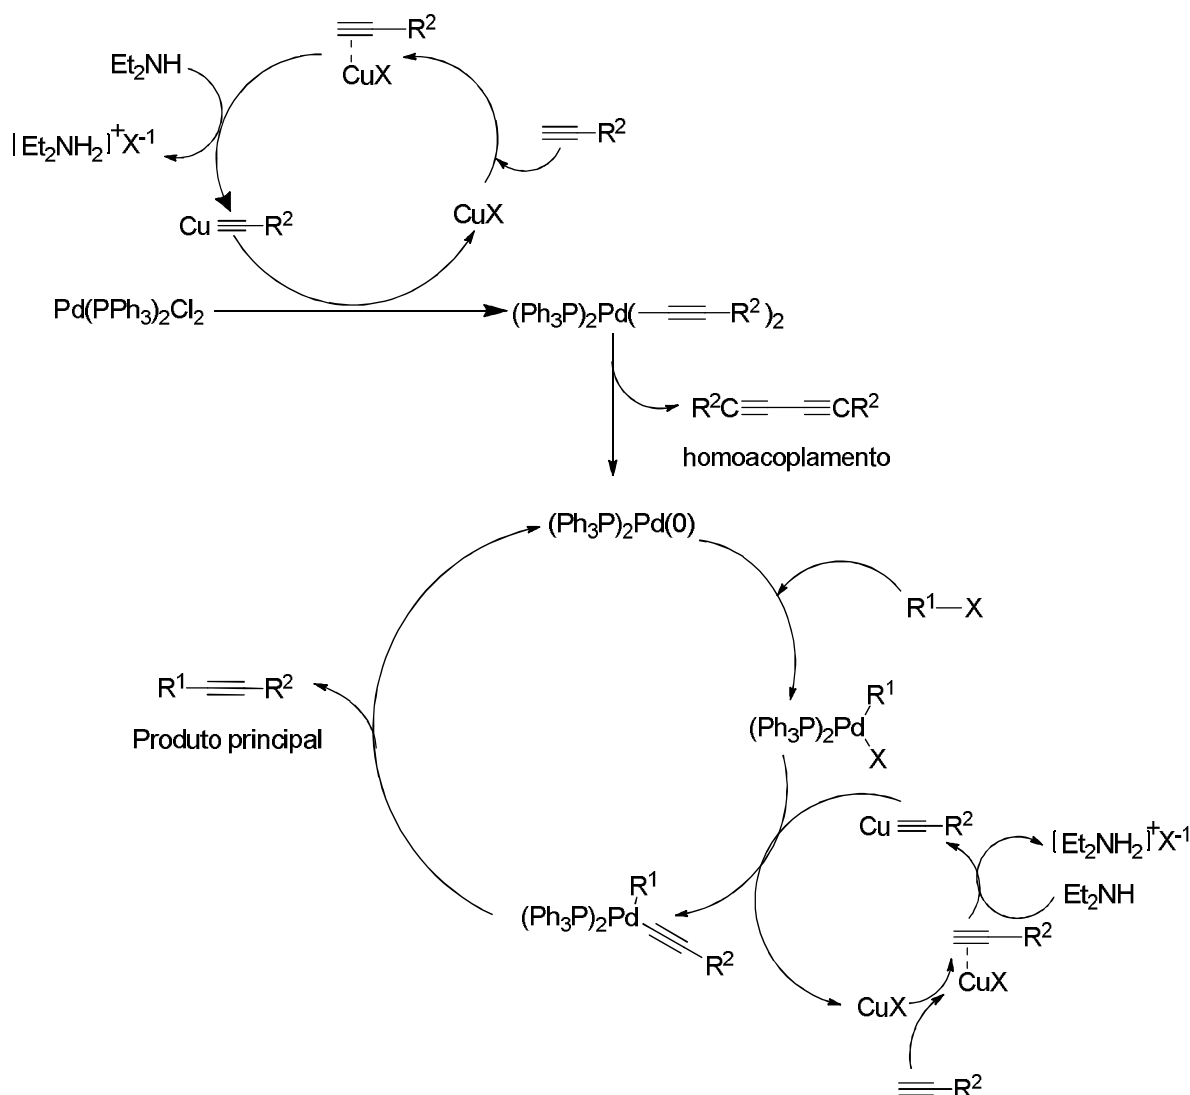 ≡—R²
CuX
Et₂NH
≡—R²
[Et₂NH₂]⁺X⁻¹
CuX
Cu≡—R²
Pd(PPh₃)₂Cl₂
(Ph₃P)₂Pd(—≡—R²)₂
R²C≡—≡CR²
homoacoplamento
(Ph₃P)₂Pd(0)
R¹—X
R¹—≡—R²
Produto principal
R¹
(Ph₃P)₂Pd
X
Cu≡—R²
[Et₂NH₂]⁺X⁻¹
Et₂NH
R¹
(Ph₃P)₂Pd
R²
≡—R²
CuX
CuX
≡—R²